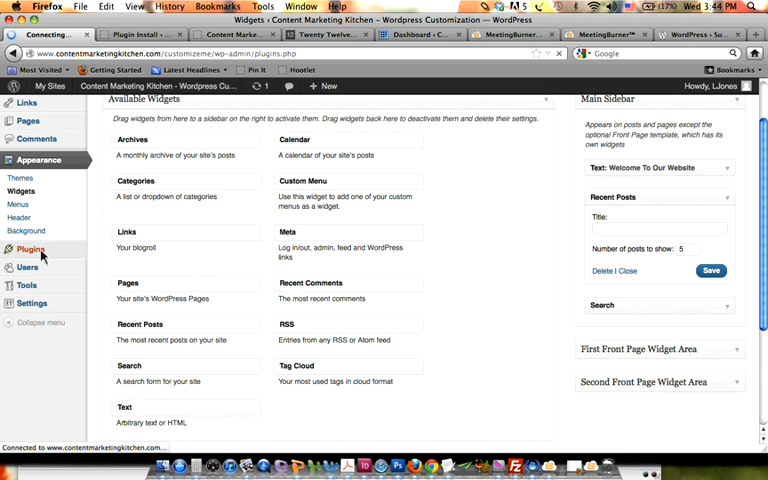 Firefox File Edit View History Bookmarks Tools Window Help
5 (17%) Wed 3:44 PM
Widgets ‹ Content Marketing Kitchen - Wordpress Customization — WordPress
Connecting... Plugin Install ‹ ... Content Marke... Twenty Twelve... Dashboard ‹ C... MeetingBurner... MeetingBurner™ WordPress › Su...
www.contentmarketingkitchen.com/customizeme/wp-admin/plugins.php Google
Most Visited Getting Started Latest Headlines Pin It Hootlet Bookmarks
My Sites Content Marketing Kitchen - Wordpress Cu... 1 + New Howdy, LJones
Links
Pages
Comments
Appearance
Themes
Widgets
Menus
Header
Background
Plugins
Users
Tools
Settings
Collapse menu
Available Widgets
Drag widgets from here to a sidebar on the right to activate them. Drag widgets back here to deactivate and delete their settings.
Archives
A monthly archive of your site's posts
Calendar
A calendar of your site's posts
Categories
A list or dropdown of categories
Custom Menu
Use this widget to add one of your custom
menus as a widget.
Links
Your blogroll
Meta
Log in/out, admin, feed and WordPress
links
Pages
Your site's WordPress Pages
Recent Comments
The most recent comments
Recent Posts
The most recent posts on your site
RSS
Entries from any RSS or Atom feed
Search
A search form for your site
Tag Cloud
Your most used tags in cloud format
Text
Arbitrary text or HTML
Main Sidebar
Appears on posts and pages except the
optional Front Page template, which has its
own widgets
Text: Welcome To Our Website
Recent Posts
Title:
Number of posts to show: 5
Delete | Close Save
Search
First Front Page Widget Area
Second Front Page Widget Area
Connected to www.contentmarketingkitchen.com...